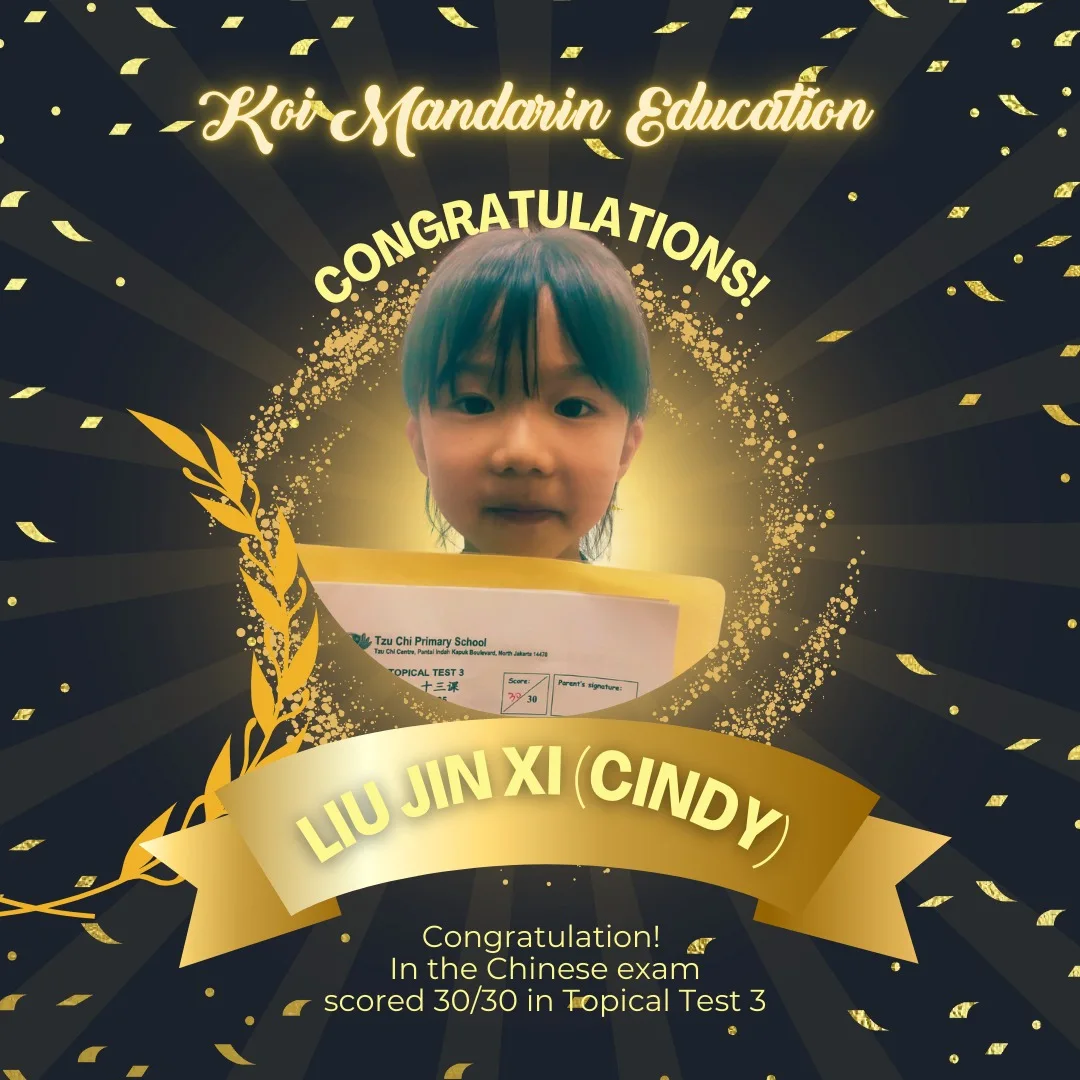 Koi Mandarin Education
CONGRATULATIONS!
Tzu Chi Primary School
Tzu Chi Centre, Pantai Indah Kapuk Boulevard, North Jakarta 14470
TOPICAL TEST 3
十三课
Score:
30 30
Parent's signature:
LIU JIN XI (CINDY)
Congratulation!
In the Chinese exam
scored 30/30 in Topical Test 3